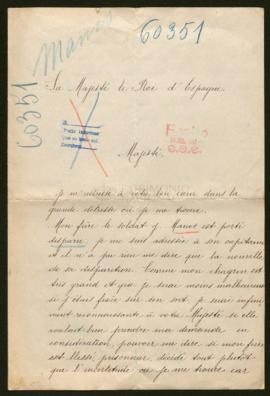 Manos
60351
60351
Sa Majesté le Roi d'Espagne.
Majesté.
Je m'adresse à votre bon cœur dans la
grande détresse où je me trouve.
Mon frère le soldat J. Manos est porté
disparu, je me suis adressée à son capitaine
et il n'a pu rien me dire que la nouvelle
de sa disparition. Comme mon chagrin est
très grand et que je serai moins malheureuse
si j'étais fixée sur son sort je serai infini-
ment reconnaissante à votre Majesté si elle
voulait bien prendre ma demande en
considération, pouvoir me dire si mon frère
est blessé, prisonnier, décédé tout plutôt
que l'incertitude où je me trouve car